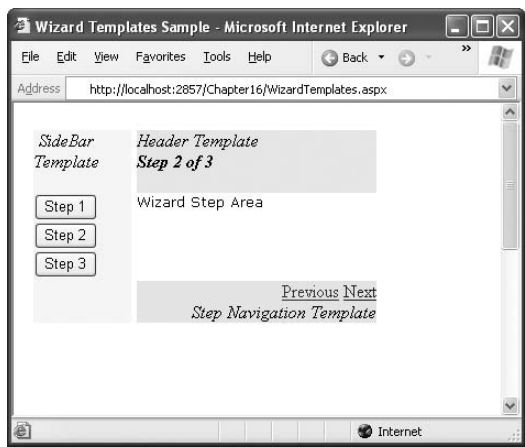 Wizard Templates Sample - Microsoft Internet Explorer
File Edit View Favorites Tools Help Back »
Address http://localhost:2857/Chapter16/WizardTemplates.aspx
SideBar
Template
Step 1
Step 2
Step 3
Header Template
Step 2 of 3
Wizard Step Area
Previous Next
Step Navigation Template
Internet